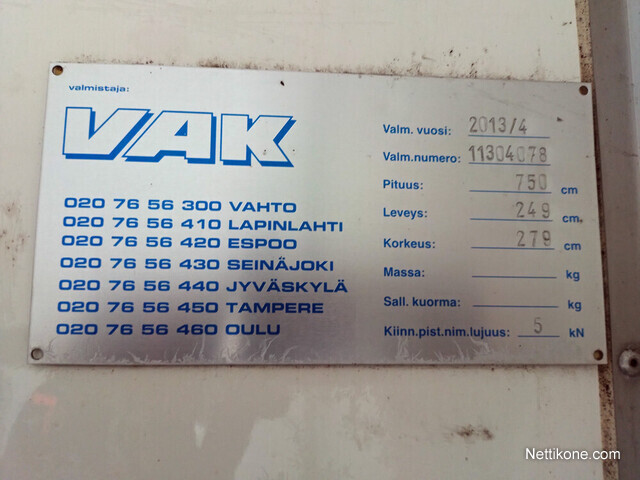 valmistaja:
VAK
020 76 56 300 VAHTO
020 76 56 410 LAPINLAHTI
020 76 56 420 ESPOO
020 76 56 430 SEINÄJOKI
020 76 56 440 JYVÄSKYLÄ
020 76 56 450 TAMPERE
020 76 56 460 OULU
Valm. vuosi: 2013/4
Valm.numero: 11304078
Pituus: 750 cm
Leveys: 249 cm.
Korkeus: 279 cm
Massa: kg
Sall. kuorma: kg
Kiinn.pist.nim.lujuus: 5 kN
Nettikone.com